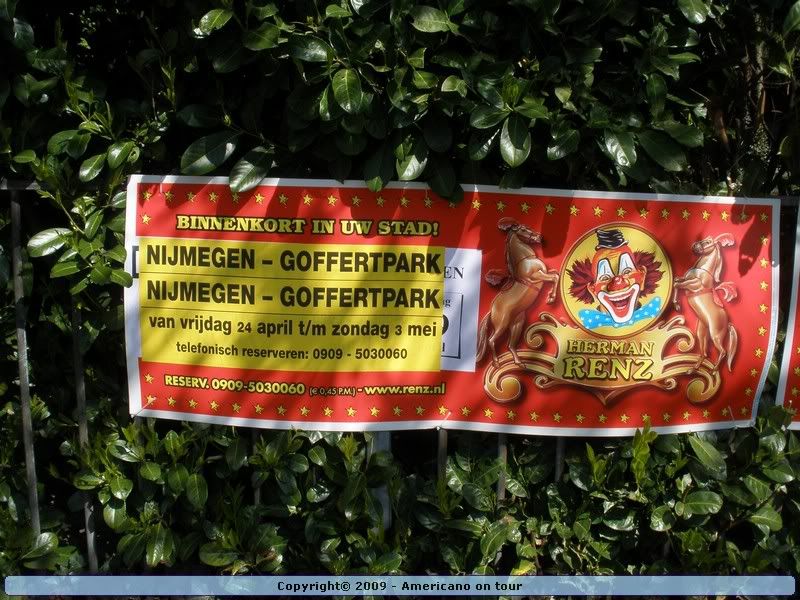 BINNENKORT IN UW STAD!
NIJMEGEN – GOFFERTPARK
NIJMEGEN – GOFFERTPARK
van vrijdag 24 april t/m zondag 3 mei
telefonisch reserveren: 0909 - 5030060
RESERV. 0909-5030060 (€ 0,45 P.M.) - www.renz.nl
EN
HERMAN
RENZ
Copyright© 2009 - Americano on tour